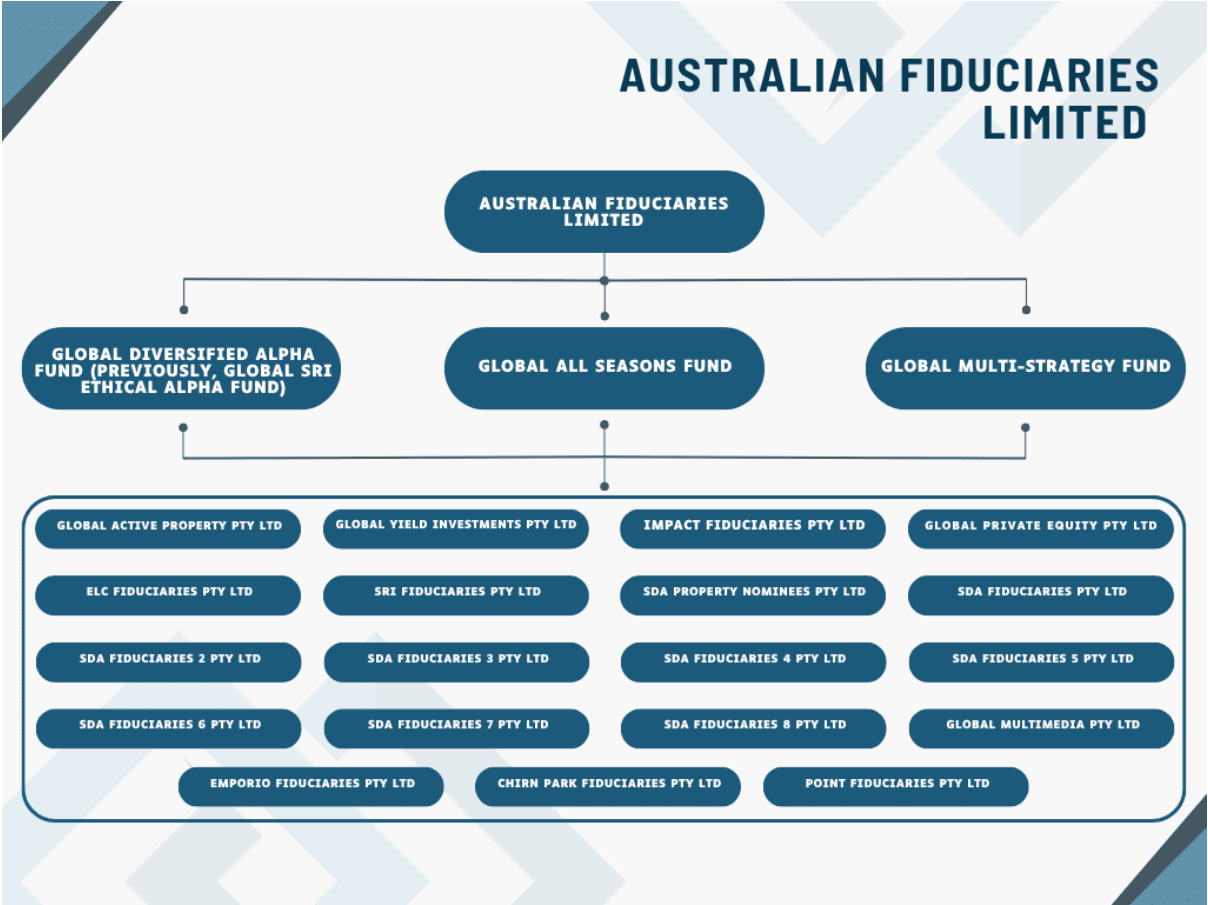 AUSTRALIAN FIDUCIARIES
LIMITED
AUSTRALIAN FIDUCIARIES
LIMITED
GLOBAL DIVERSIFIED ALPHA
FUND (PREVIOUSLY, GLOBAL SRI
ETHICAL ALPHA FUND)
GLOBAL ALL SEASONS FUND
GLOBAL MULTI-STRATEGY FUND
GLOBAL ACTIVE PROPERTY PTY LTD
GLOBAL YIELD INVESTMENTS PTY LTD
IMPACT FIDUCIARIES PTY LTD
GLOBAL PRIVATE EQUITY PTY LTD
ELC FIDUCIARIES PTY LTD
SRI FIDUCIARIES PTY LTD
SDA PROPERTY NOMINEES PTY LTD
SDA FIDUCIARIES PTY LTD
SDA FIDUCIARIES 2 PTY LTD
SDA FIDUCIARIES 3 PTY LTD
SDA FIDUCIARIES 4 PTY LTD
SDA FIDUCIARIES 5 PTY LTD
SDA FIDUCIARIES 6 PTY LTD
SDA FIDUCIARIES 7 PTY LTD
SDA FIDUCIARIES 8 PTY LTD
GLOBAL MULTIMEDIA PTY LTD
EMPORIO FIDUCIARIES PTY LTD
CHIRN PARK FIDUCIARIES PTY LTD
POINT FIDUCIARIES PTY LTD